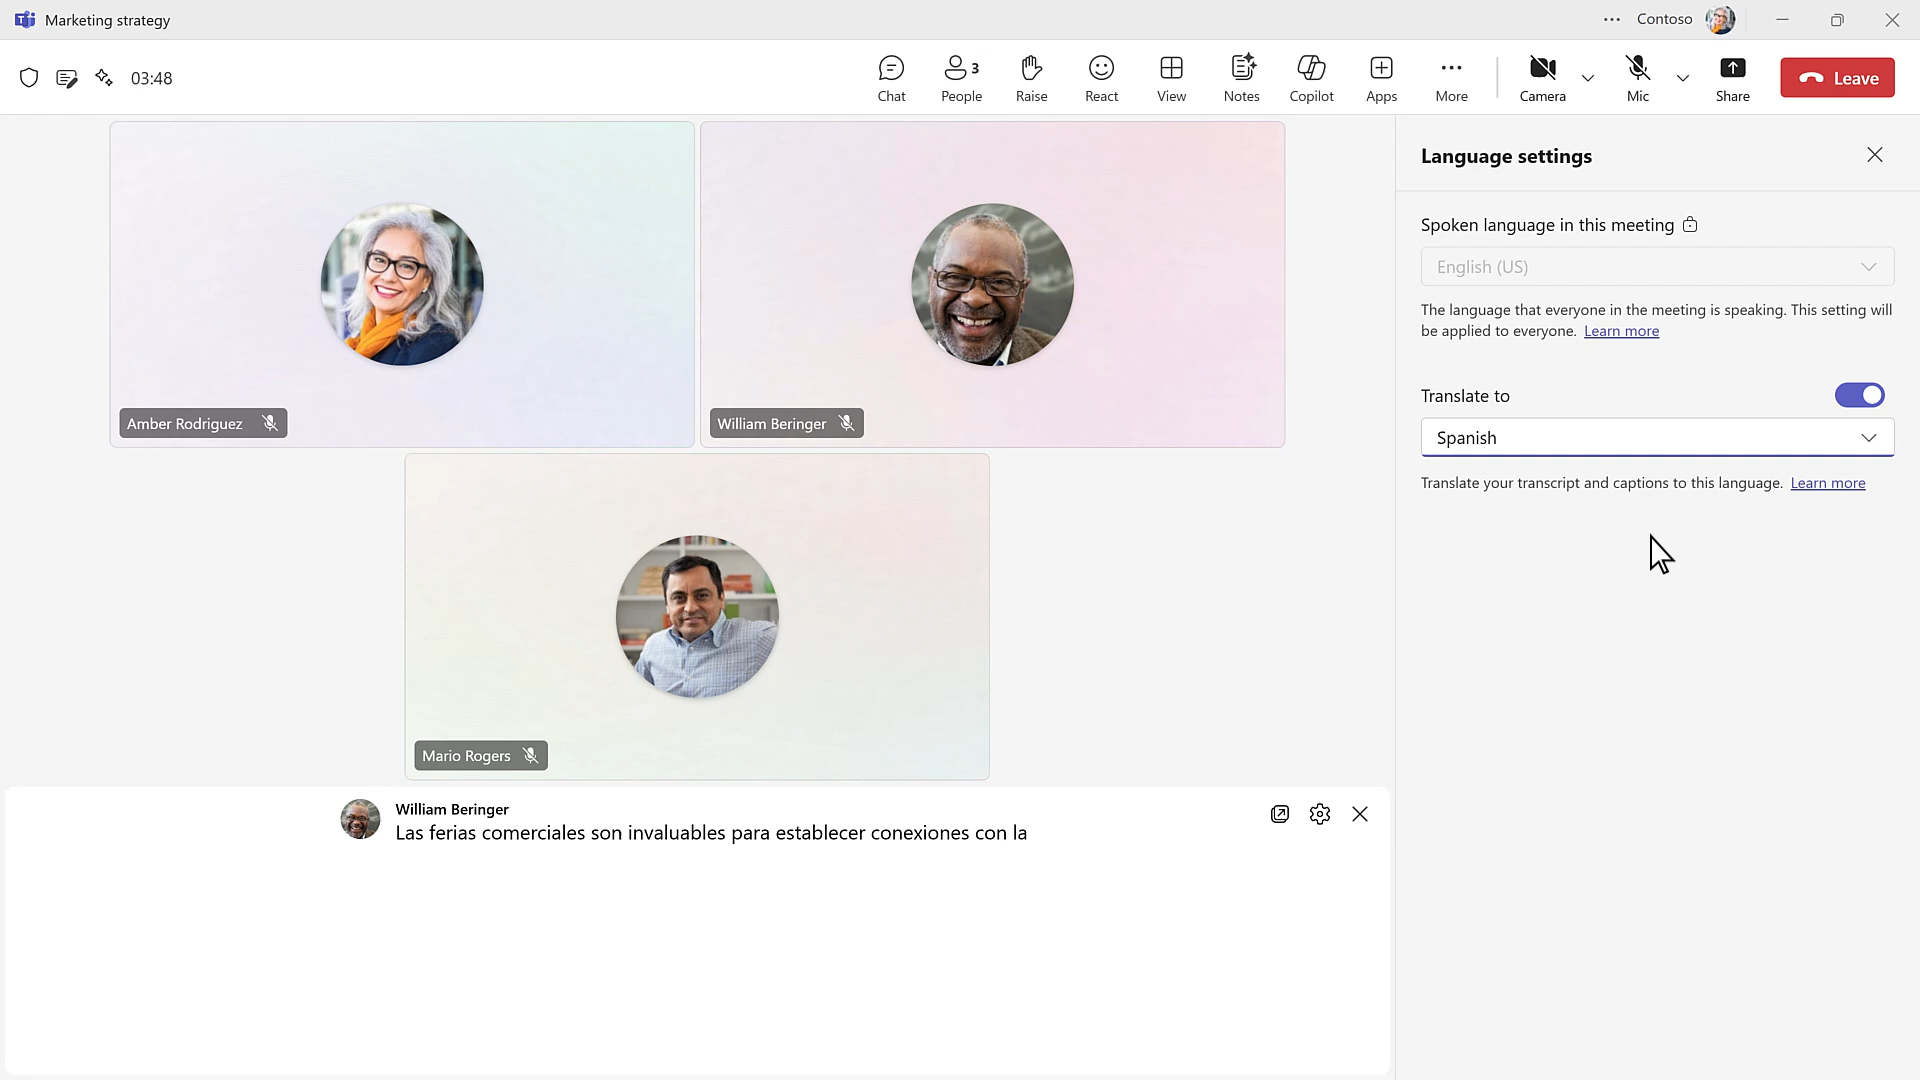 Marketing strategy
Contoso
03:48
Chat
People 3
Raise
React
View
Notes
Copilot
Apps
More
Camera
Mic
Share
Leave
Amber Rodriguez
William Beringer
Mario Rogers
William Beringer
Las ferias comerciales son invaluables para establecer conexiones con la
Language settings
Spoken language in this meeting
English (US)
The language that everyone in the meeting is speaking. This setting will
be applied to everyone. Learn more
Translate to
Spanish
Translate your transcript and captions to this language. Learn more